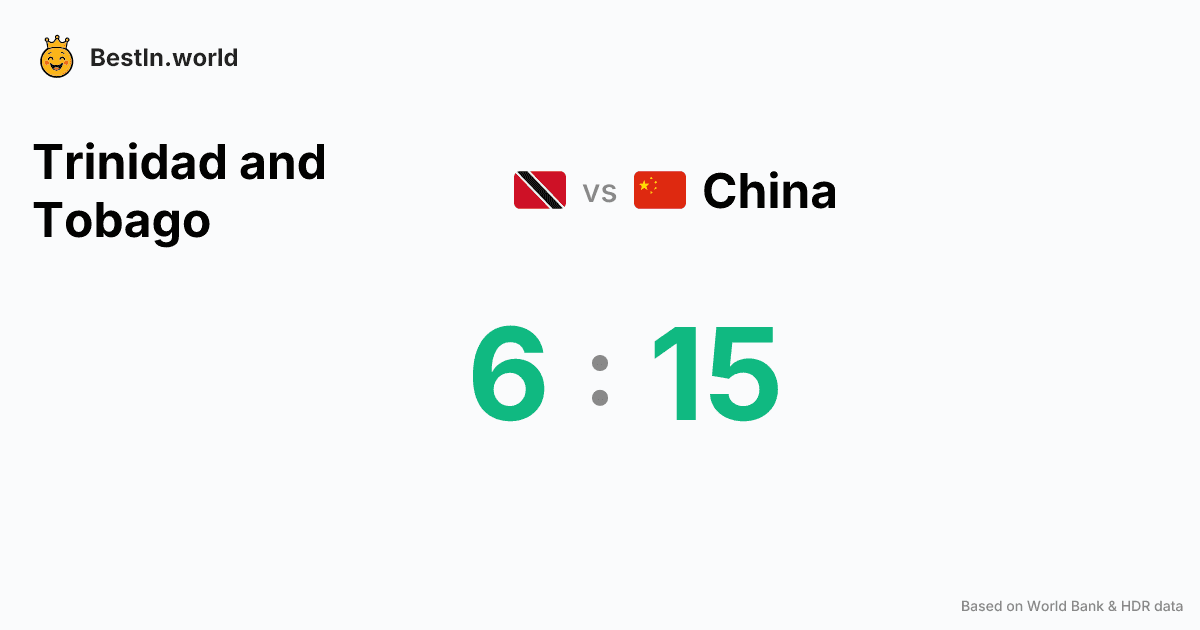 BestIn.world
Trinidad and
Tobago
vs
China
6 : 15
Based on World Bank & HDR data